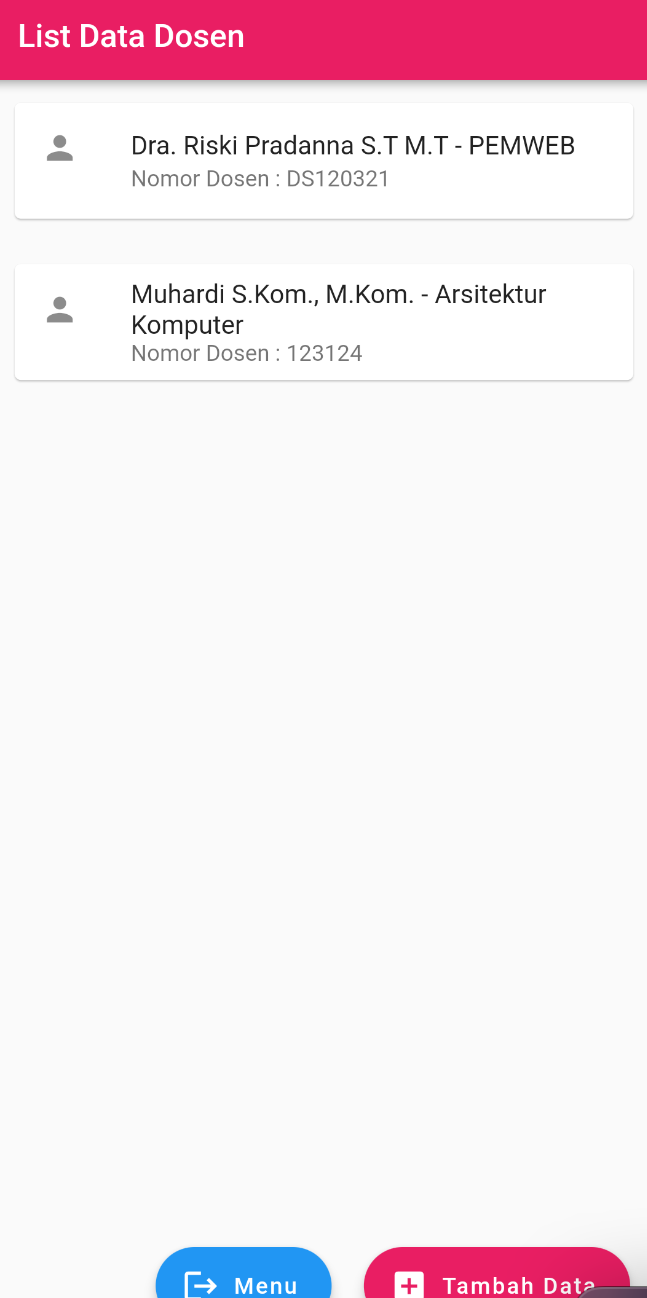 List Data Dosen
Dra. Riski Pradanna S.T M.T - PEMWEB
Nomor Dosen : DS120321
Muhardi S.Kom., M.Kom. - Arsitektur
Komputer
Nomor Dosen : 123124
Menu
Tambah Data